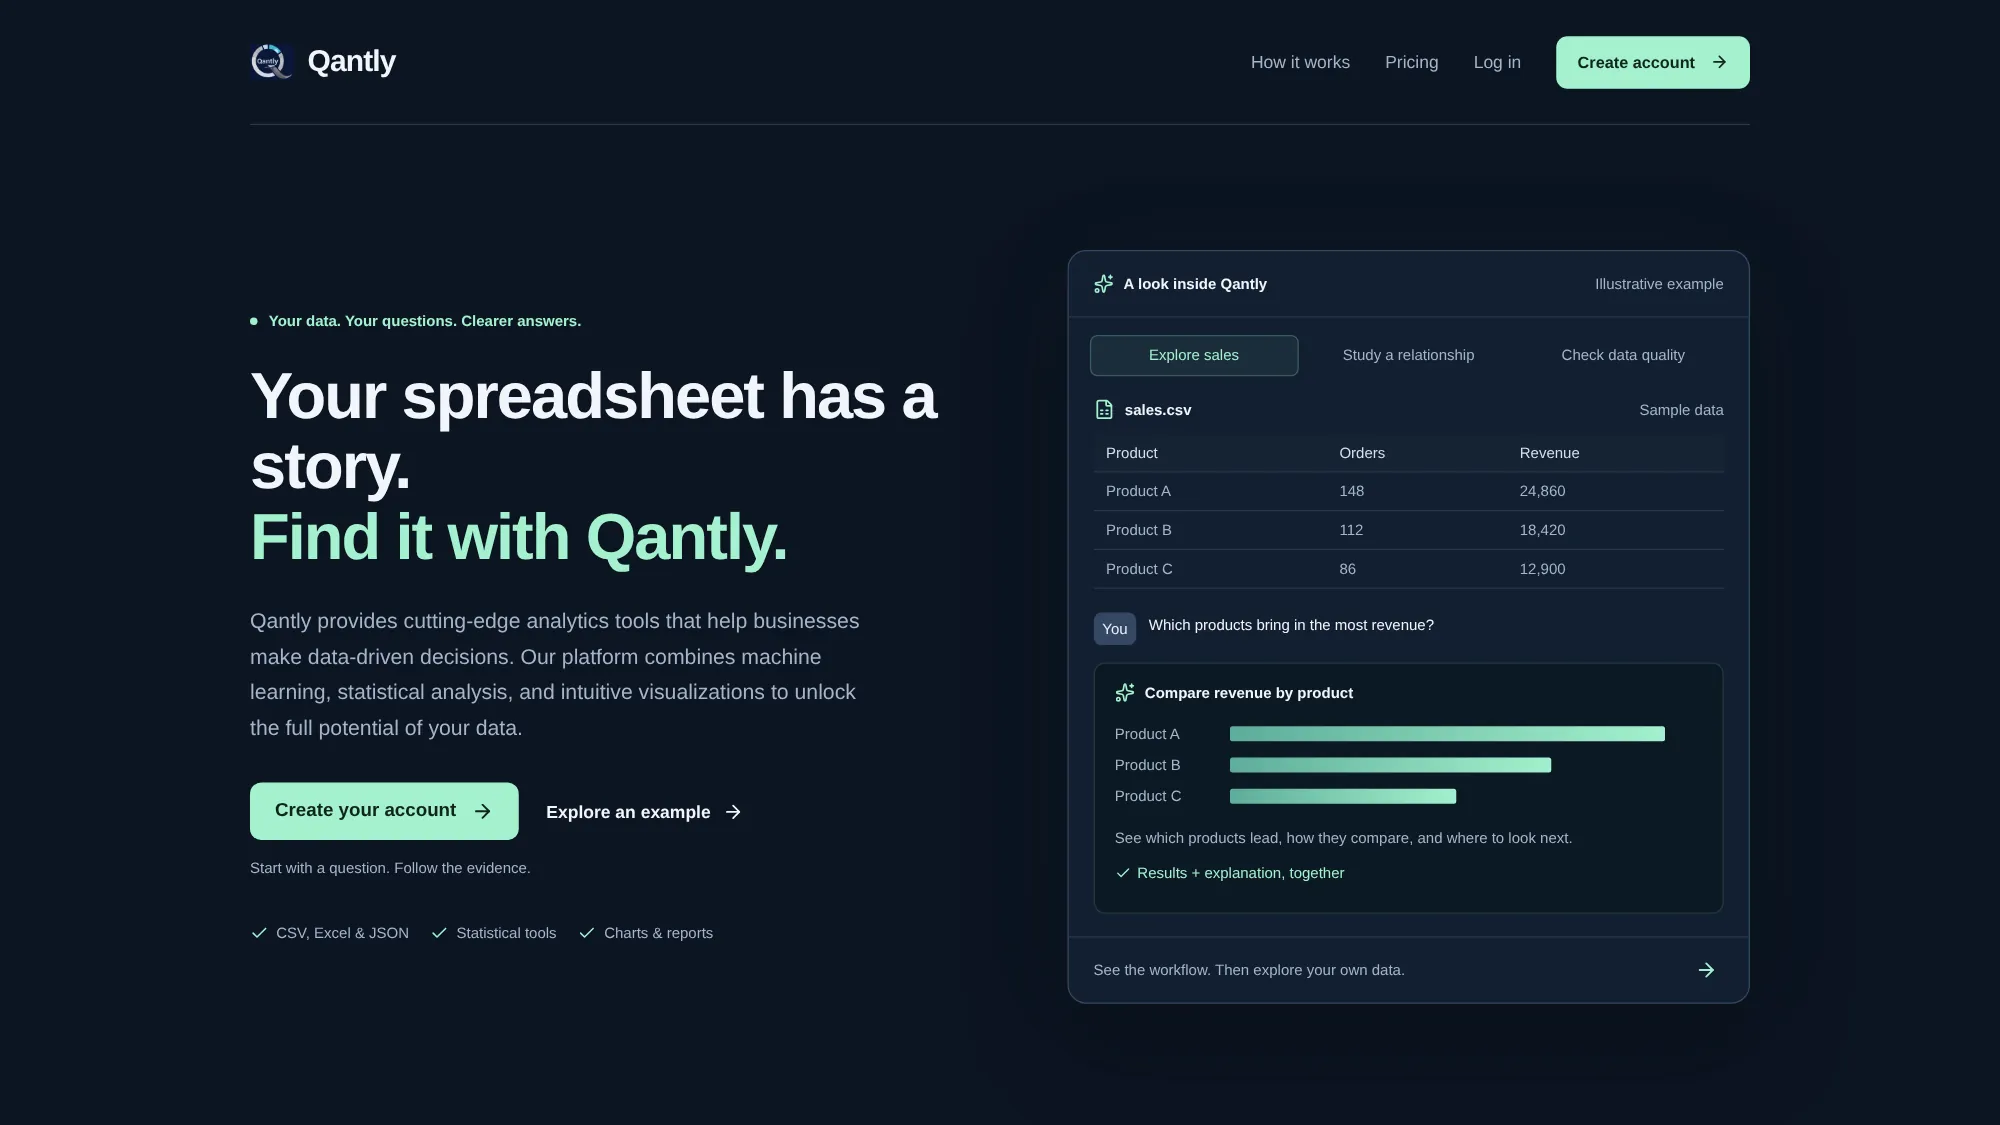 Qantly
Qantly
How it works
Pricing
Log in
Create account
Your data. Your questions. Clearer answers.
Your spreadsheet has a
story.
Find it with Qantly.
Qantly provides cutting-edge analytics tools that help businesses
make data-driven decisions. Our platform combines machine
learning, statistical analysis, and intuitive visualizations to unlock
the full potential of your data.
Create your account
Explore an example
Start with a question. Follow the evidence.
CSV, Excel & JSON
Statistical tools
Charts & reports
A look inside Qantly
Illustrative example
Explore sales
Study a relationship
Check data quality
sales.csv
Sample data
Product Orders Revenue
Product A 148 24,860
Product B 112 18,420
Product C 86 12,900
You
Which products bring in the most revenue?
Compare revenue by product
Product A
Product B
Product C
See which products lead, how they compare, and where to look next.
Results + explanation, together
See the workflow. Then explore your own data.